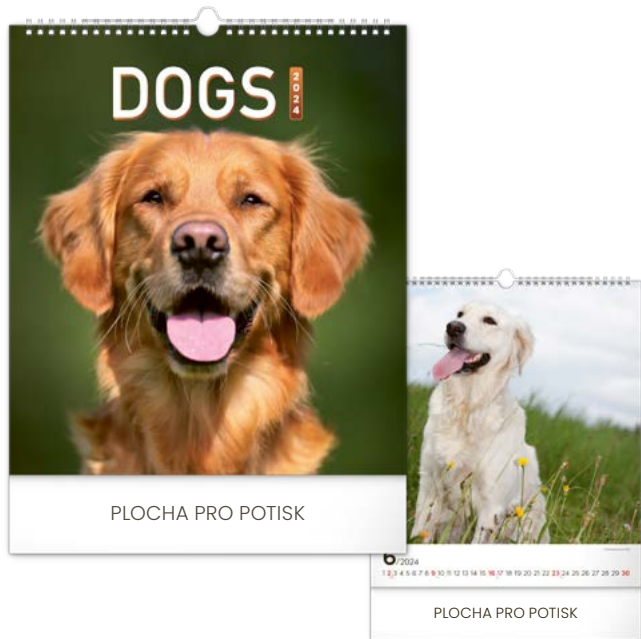 DOGS 2024
PLOCHA PRO POTISK
6/2024
1 2 3 4 5 6 7 8 9 10 11 12 13 14 15 16 17 18 19 20 21 22 23 24 25 26 27 28 29 30
PLOCHA PRO POTISK